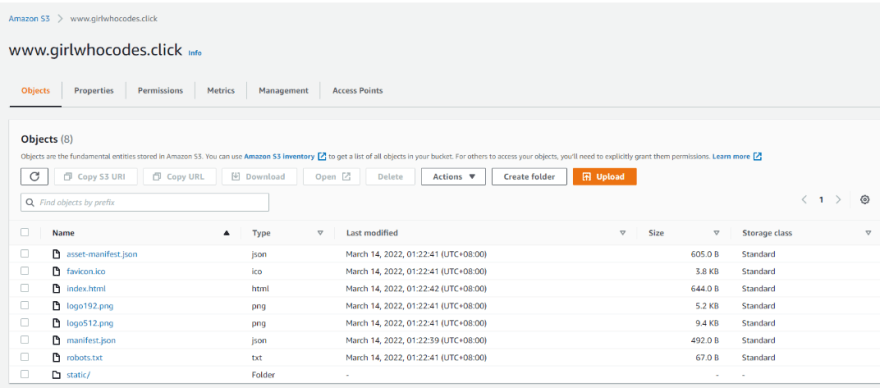 Amazon S3 > www.girlwhocodes.click
www.girlwhocodes.click Info
Objects Properties Permissions Metrics Management Access Points
Objects (8)
Objects are the fundamental entities stored in Amazon S3. You can use Amazon S3 inventory to get a list of all objects in your bucket. For others to access your objects, you'll need to explicitly grant them permissions. Learn more
Copy S3 URI Copy URL Download Open Delete Actions Create folder Upload
Find objects by prefix < 1 >
Name Type Last modified Size Storage class
asset-manifest.json json March 14, 2022, 01:22:41 (UTC+08:00) 605.0 B Standard
favicon.ico ico March 14, 2022, 01:22:41 (UTC+08:00) 3.8 KB Standard
index.html html March 14, 2022, 01:22:42 (UTC+08:00) 644.0 B Standard
logo192.png png March 14, 2022, 01:22:41 (UTC+08:00) 5.2 KB Standard
logo512.png png March 14, 2022, 01:22:41 (UTC+08:00) 9.4 KB Standard
manifest.json json March 14, 2022, 01:22:39 (UTC+08:00) 492.0 B Standard
robots.txt txt March 14, 2022, 01:22:41 (UTC+08:00) 67.0 B Standard
static/ Folder - - -